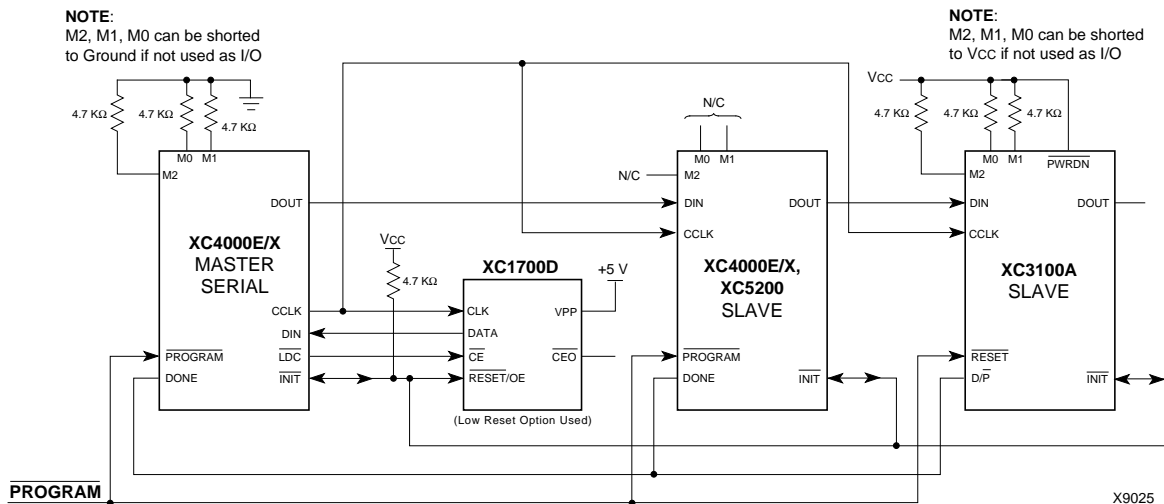 NOTE:
M2, M1, M0 can be shorted
to Ground if not used as I/O
NOTE:
M2, M1, M0 can be shorted
to VCC if not used as I/O
4.7 KΩ
4.7 KΩ
4.7 KΩ
M0 M1
M2
DOUT
XC4000E/X
MASTER
SERIAL
CCLK
DIN
PROGRAM
LDC
DONE
INIT
VCC
4.7 KΩ
XC1700D
+5 V
CLK
VPP
DATA
CE
CEO
RESET/OE
(Low Reset Option Used)
N/C
M0 M1
N/C
M2
DIN
DOUT
CCLK
XC4000E/X,
XC5200
SLAVE
PROGRAM
DONE
INIT
VCC
4.7 KΩ
4.7 KΩ
4.7 KΩ
M0 M1
PWRDN
M2
DIN
DOUT
CCLK
XC3100A
SLAVE
RESET
D/P
INIT
PROGRAM
X9025